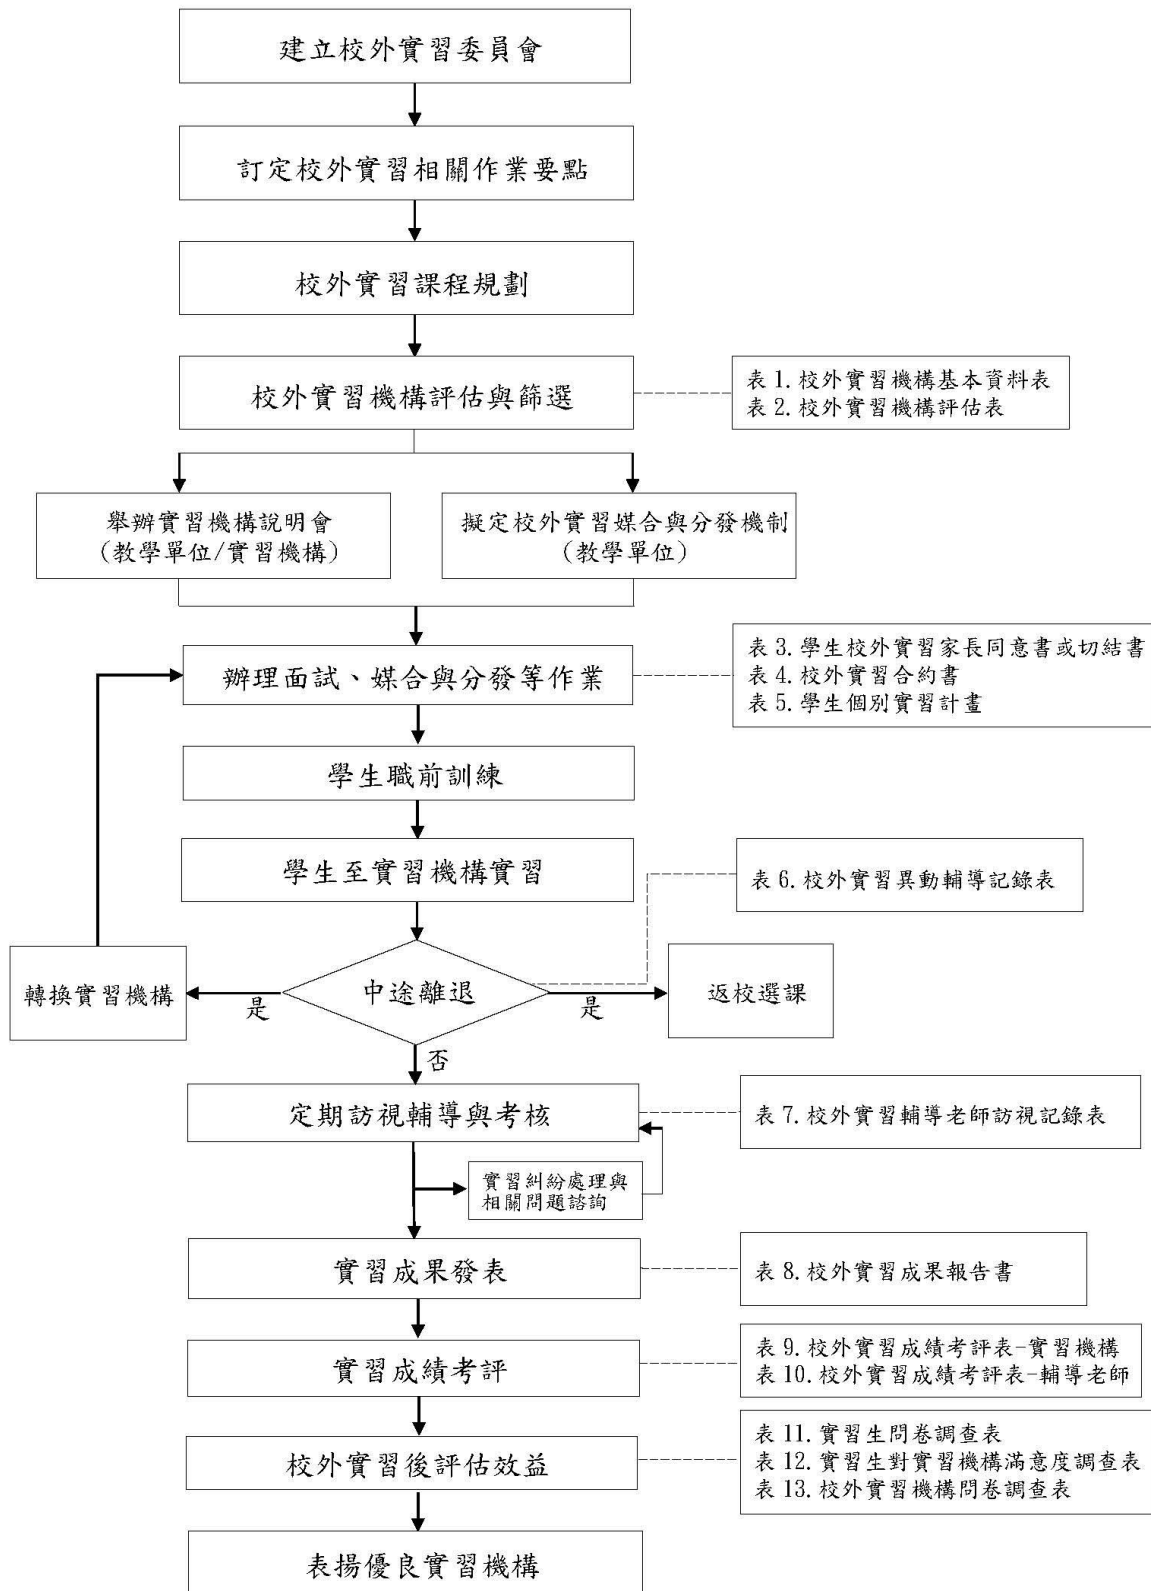 建立校外實習委員會
訂定校外實習相關作業要點
校外實習課程規劃
校外實習機構評估與篩選
表 1. 校外實習機構基本資料表
表 2. 校外實習機構評估表
舉辦實習機構說明會
(教學單位/實習機構)
擬定校外實習媒合與分發機制
(教學單位)
辦理面試、媒合與分發等作業
表 3. 學生校外實習家長同意書或切結書
表 4. 校外實習合約書
表 5. 學生個別實習計畫
學生職前訓練
學生至實習機構實習
表 6. 校外實習異動輔導記錄表
轉換實習機構
是
中途離退
是
返校選課
否
定期訪視輔導與考核
表 7. 校外實習輔導老師訪視記錄表
實習糾紛處理與
相關問題諮詢
實習成果發表
表 8. 校外實習成果報告書
實習成績考評
表 9. 校外實習成績考評表-實習機構
表 10. 校外實習成績考評表-輔導老師
校外實習後評估效益
表 11. 實習生問卷調查表
表 12. 實習生對實習機構滿意度調查表
表 13. 校外實習機構問卷調查表
表揚優良實習機構